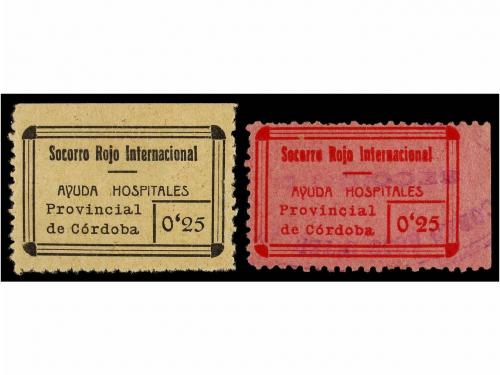 Socorro Rojo Internacional
AYUDA HOSPITALES
Provincial
de Córdoba
0'25
Socorro Rojo Internacional
AYUDA HOSPITALES
Provincial
de Córdoba
0'25